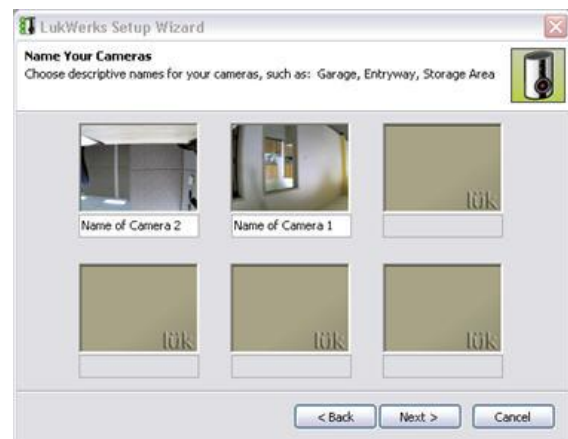 LukWerks Setup Wizard
Name Your Cameras
Choose descriptive names for your cameras, such as: Garage, Entryway, Storage Area
lük
Name of Camera 2
Name of Camera 1
lük
lük
lük
< Back
Next >
Cancel